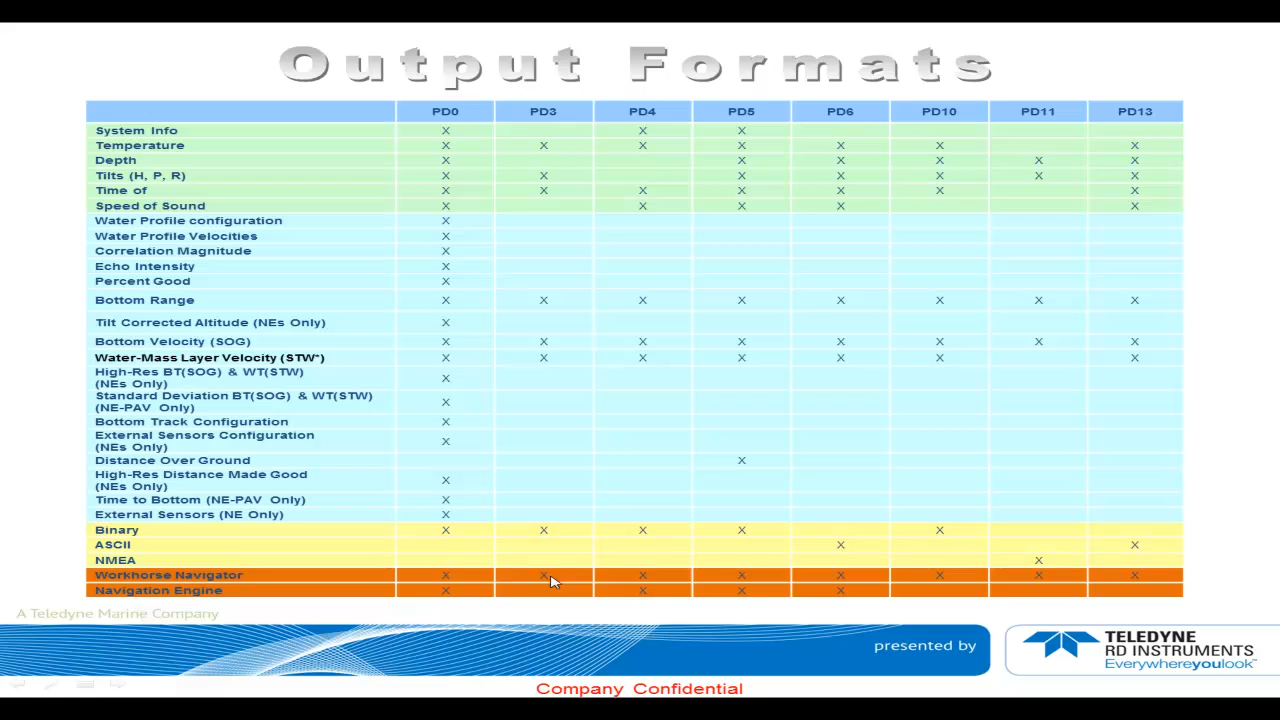 Output Formats
PD0 PD3 PD4 PD5 PD6 PD10 PD11 PD13
System Info X X X
Temperature X X X X X X X
Depth X X X X X X
Tilts (H, P, R) X X X X X X X
Time of X X X X X X X
Speed of Sound X X X X X
Water Profile configuration X
Water Profile Velocities X
Correlation Magnitude X
Echo Intensity X
Percent Good X
Bottom Range X X X X X X X X
Tilt Corrected Altitude (NEs Only) X
Bottom Velocity (SOG) X X X X X X X X
Water-Mass Layer Velocity (STW*) X X X X X X X
High-Res BT(SOG) & WT(STW)
(NEs Only) X
Standard Deviation BT(SOG) & WT(STW)
(NE-PAV Only) X
Bottom Track Configuration X
External Sensors Configuration
(NEs Only) X
Distance Over Ground X
High-Res Distance Made Good
(NEs Only) X
Time to Bottom (NE-PAV Only) X
External Sensors (NE Only) X
Binary X X X X X
ASCII X X
NMEA X
Workhorse Navigator X X X X X X X X
Navigation Engine X X X X
A Teledyne Marine Company
presented by
TELEDYNE
RD INSTRUMENTS
Everywhereyoulook™
Company Confidential